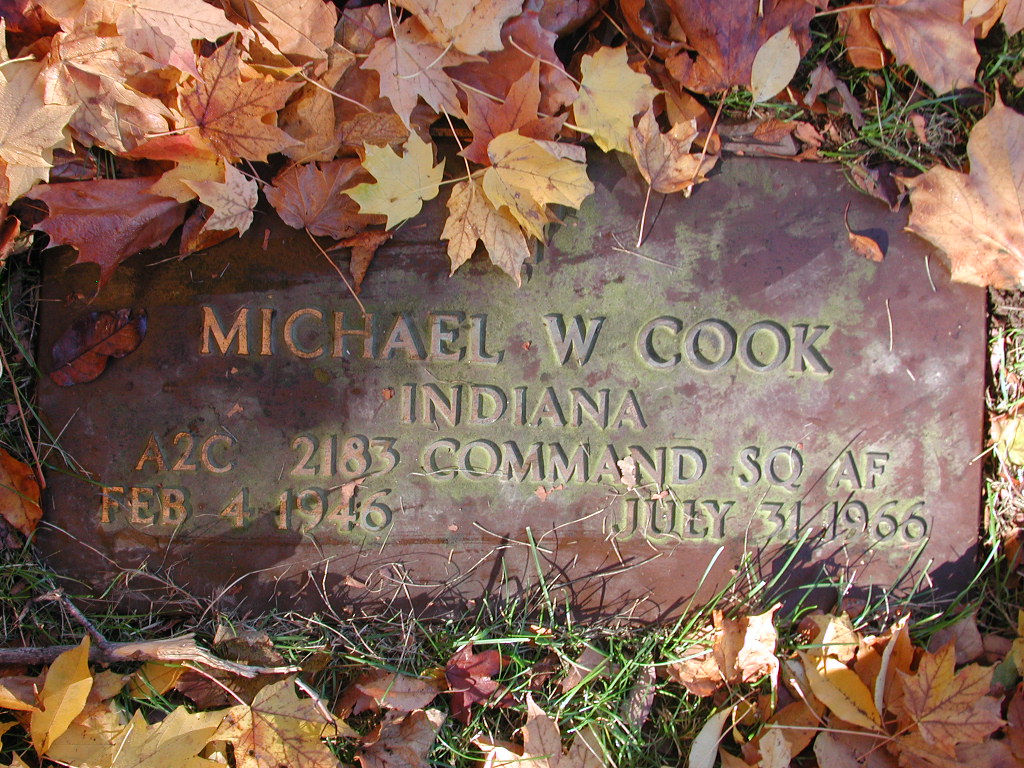 MICHAEL W COOK
INDIANA
A2C 2183 COMMAND SQ AF
FEB 4 1946 JULY 31 1966